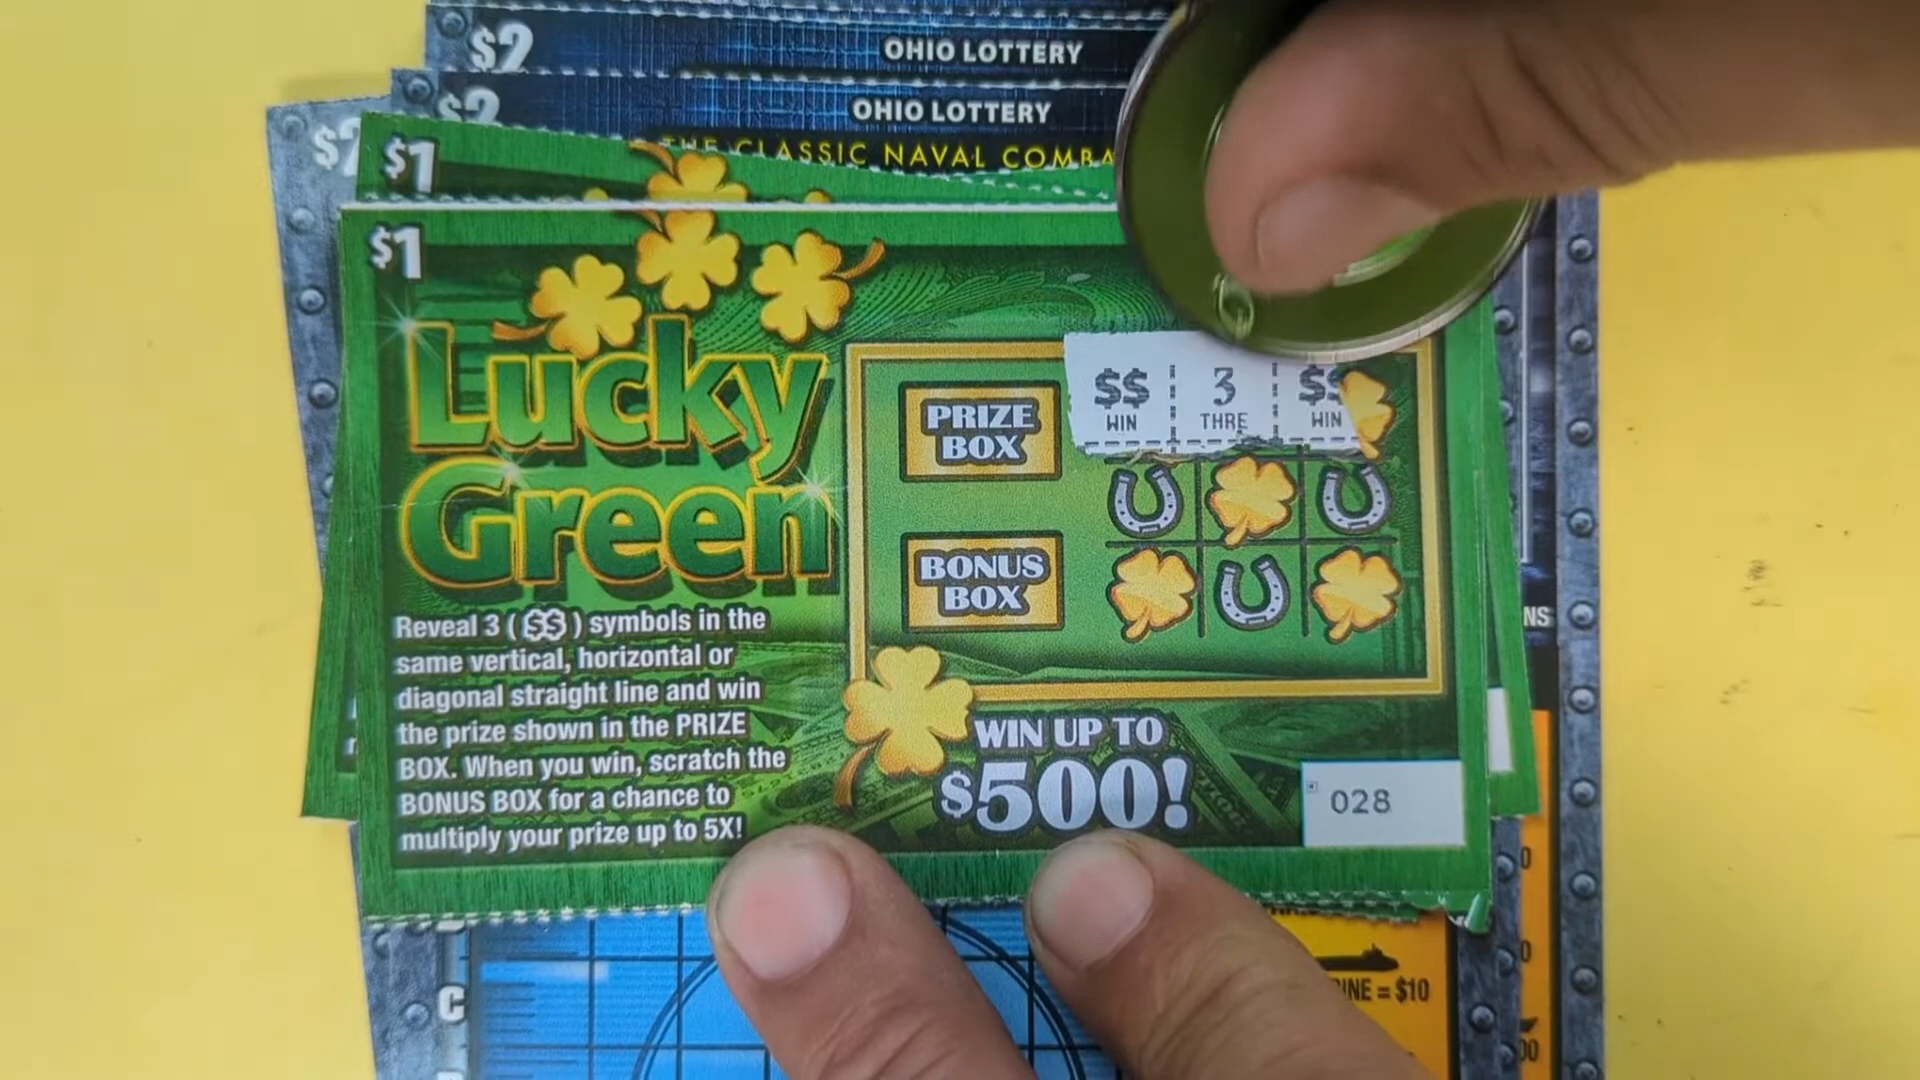 $2 OHIO LOTTERY
$2 OHIO LOTTERY
$1 THE CLASSIC NAVAL COMBA
$1
Lucky
Green
Reveal 3 ( $$ ) symbols in the
same vertical, horizontal or
diagonal straight line and win
the prize shown in the PRIZE
BOX. When you win, scratch the
BONUS BOX for a chance to
multiply your prize up to 5X!
PRIZE
BOX
$$ 3 $$
WIN THRE WIN
BONUS
BOX
WIN UP TO
$500!
028
NS
C
INE = $10